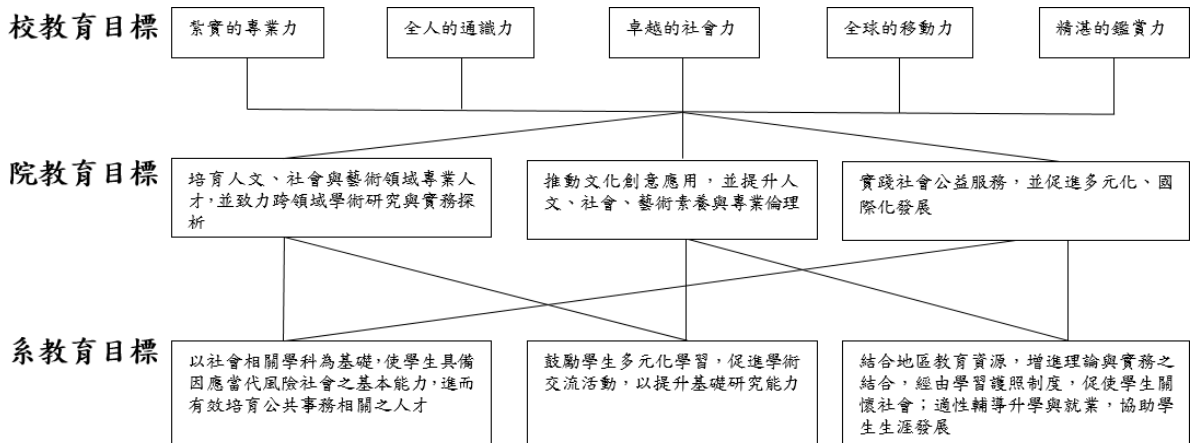 校教育目標
紮實的專業力
全人的通識力
卓越的社會力
全球的移動力
精湛的鑑賞力
院教育目標
培育人文、社會與藝術領域專業人
才,並致力跨領域學術研究與實務探
析
推動文化創意應用,並提升人
文、社會、藝術素養與專業倫理
實踐社會公益服務,並促進多元化、國
際化發展
系教育目標
以社會相關學科為基礎,使學生具備
因應當代風險社會之基本能力,進而
有效培育公共事務相關之人才
鼓勵學生多元化學習,促進學術
交流活動,以提升基礎研究能力
結合地區教育資源,增進理論與實務之
結合,經由學習護照制度,促使學生關
懷社會;適性輔導升學與就業,協助學
生生涯發展